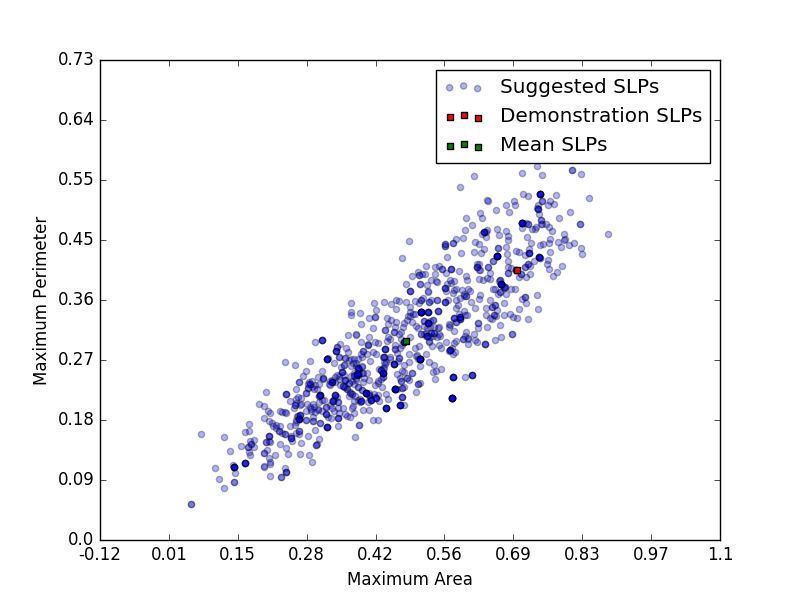 0.73
0.64
0.55
0.45
0.36
0.27
0.18
0.09
0.0
Maximum Perimeter
Suggested SLPs
Demonstration SLPs
Mean SLPs
-0.12 0.01 0.15 0.28 0.42 0.56 0.69 0.83 0.97 1.1
Maximum Area